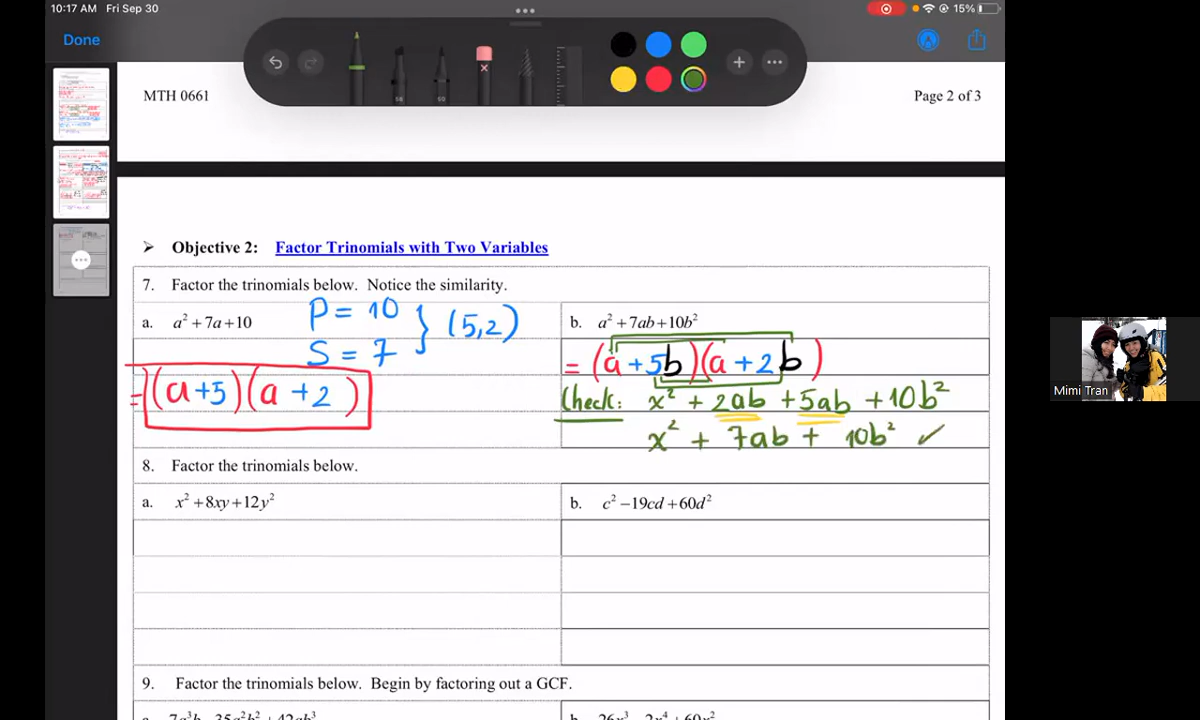 10:17 AM Fri Sep 30
15%
Done
58
50
MTH 0661
Page 2 of 3
➢ Objective 2: Factor Trinomials with Two Variables
7. Factor the trinomials below. Notice the similarity.
a. a² + 7a + 10
P = 10
S = 7
} (5,2)
= (a + 5)(a + 2)
b. a² + 7ab + 10b²
= (a + 5b)(a + 2b)
Check: x² + 2ab + 5ab + 10b²
x² + 7ab + 10b² ✓
8. Factor the trinomials below.
a. x² + 8xy + 12y²
b. c² − 19cd + 60d²
9. Factor the trinomials below. Begin by factoring out a GCF.
Mimi Tran